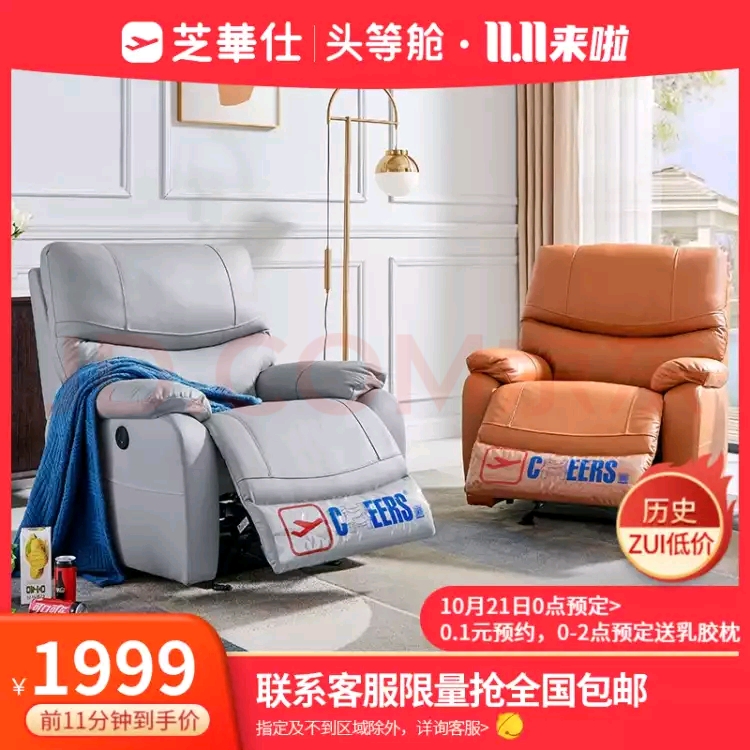 芝華仕 头等舱·11.11来啦
JD.COM
CHEERS
CHEERS
历史
ZUI低价
10月21日0点预定>
0.1元预约，0-2点预定送乳胶枕
¥1999
前11分钟到手价
联系客服限量抢全国包邮
指定及不到区域除外，详询客服>